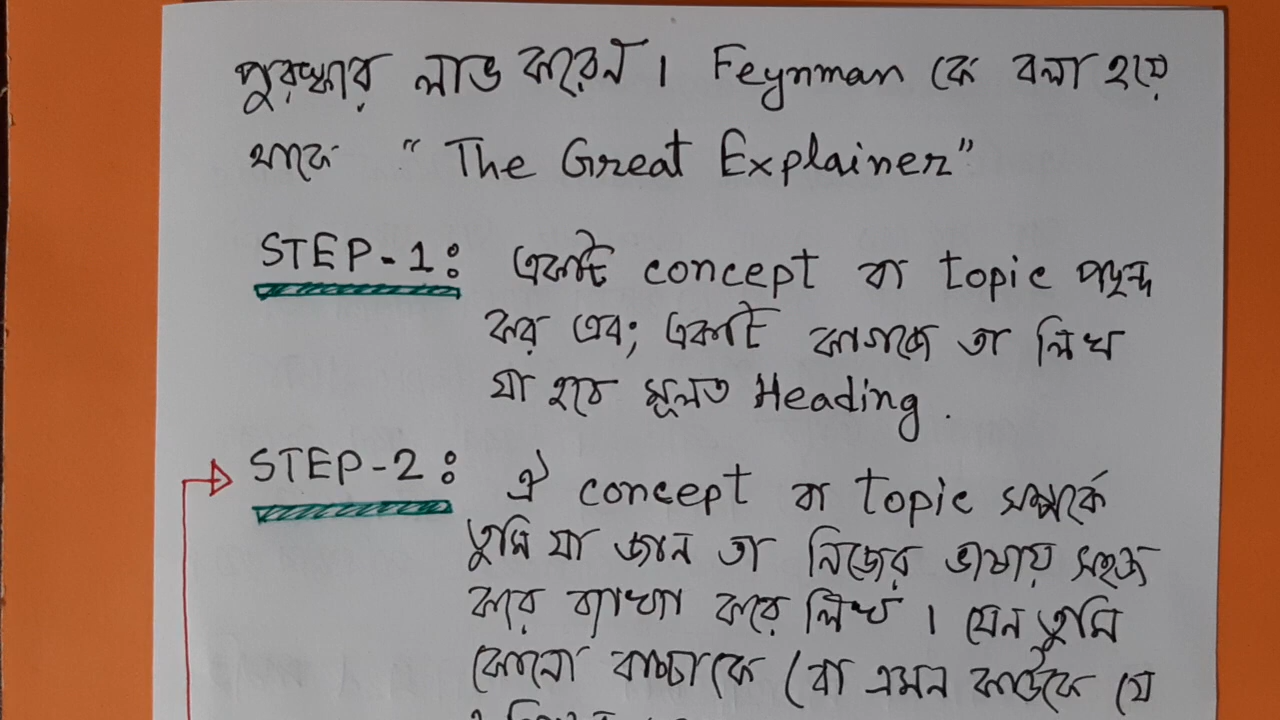 পুরস্কার লাভ করেন। Feynman কে বলা হয়ে
থাকে "The Great Explainer"
STEP-1: একটি concept বা topic পছন্দ
কর এবং একটি কাগজে তা লিখ
যা হবে মূলত Heading.
STEP-2: ঐ concept বা topic সম্পর্কে
তুমি যা জান তা নিজের ভাষায় সহজ
করে ব্যাখ্যা করে লিখ। যেন তুমি
কোনো বাচ্চাকে (বা এমন কাউকে যে